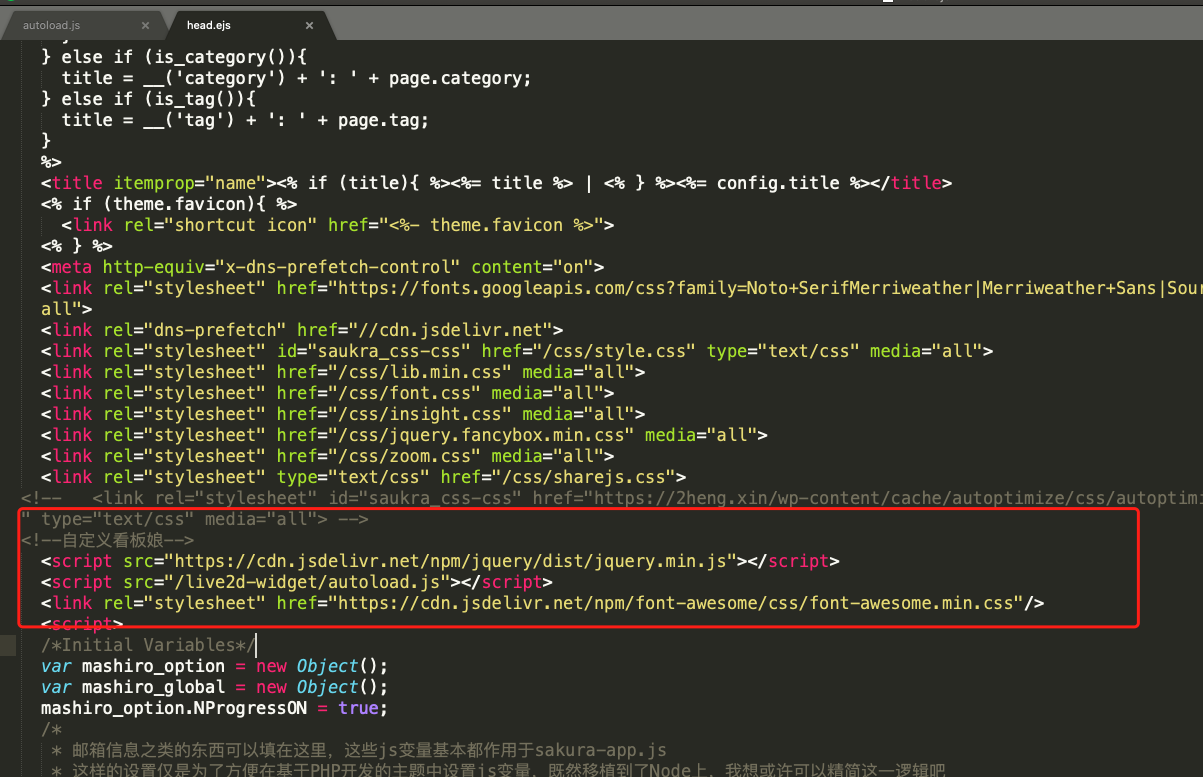 autoload.js
head.ejs
} else if (is_category()){
title = __('category') + ': ' + page.category;
} else if (is_tag()){
title = __('tag') + ': ' + page.tag;
}
%>
<title itemprop="name"><% if (title){ %><%= title %> | <% } %><%= config.title %></title>
<% if (theme.favicon){ %>
<link rel="shortcut icon" href="<%- theme.favicon %>">
<% } %>
<meta http-equiv="x-dns-prefetch-control" content="on">
<link rel="stylesheet" href="https://fonts.googleapis.com/css?family=Noto+SerifMerriweather|Merriweather+Sans|Sour
all">
<link rel="dns-prefetch" href="//cdn.jsdelivr.net">
<link rel="stylesheet" id="saukra_css-css" href="/css/style.css" type="text/css" media="all">
<link rel="stylesheet" href="/css/lib.min.css" media="all">
<link rel="stylesheet" href="/css/font.css" media="all">
<link rel="stylesheet" href="/css/insight.css" media="all">
<link rel="stylesheet" href="/css/jquery.fancybox.min.css" media="all">
<link rel="stylesheet" href="/css/zoom.css" media="all">
<link rel="stylesheet" type="text/css" href="/css/sharejs.css">
<!-- <link rel="stylesheet" id="saukra_css-css" href="https://2heng.xin/wp-content/cache/autoptimize/css/autoptimi
" type="text/css" media="all"> -->
<!--自定义看板娘-->
<script src="https://cdn.jsdelivr.net/npm/jquery/dist/jquery.min.js"></script>
<script src="/live2d-widget/autoload.js"></script>
<link rel="stylesheet" href="https://cdn.jsdelivr.net/npm/font-awesome/css/font-awesome.min.css"/>
<script>
/*Initial Variables*/
var mashiro_option = new Object();
var mashiro_global = new Object();
mashiro_option.NProgressON = true;
/*
* 邮箱信息之类的东西可以填在这里，这些js变量基本都作用于sakura-app.js
* 这样的设置仅是为了方便在基于PHP开发的主题中设置js变量，既然移植到了Node上，我想或许可以精简这一逻辑吧